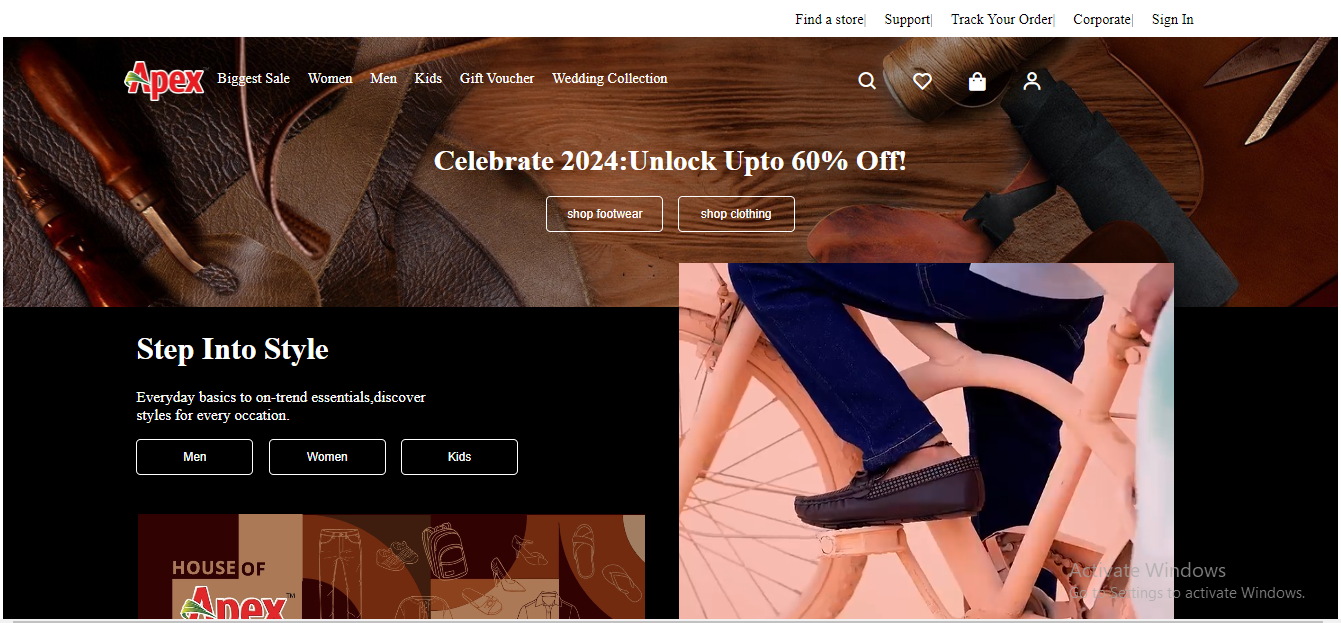 Find a store| Support| Track Your Order| Corporate| Sign In
Apex Biggest Sale Women Men Kids Gift Voucher Wedding Collection
Celebrate 2024:Unlock Upto 60% Off!
shop footwear shop clothing
Step Into Style
Everyday basics to on-trend essentials,discover
styles for every occation.
Men Women Kids
HOUSE OF
Apex™
Activate Windows
Go to Settings to activate Windows.